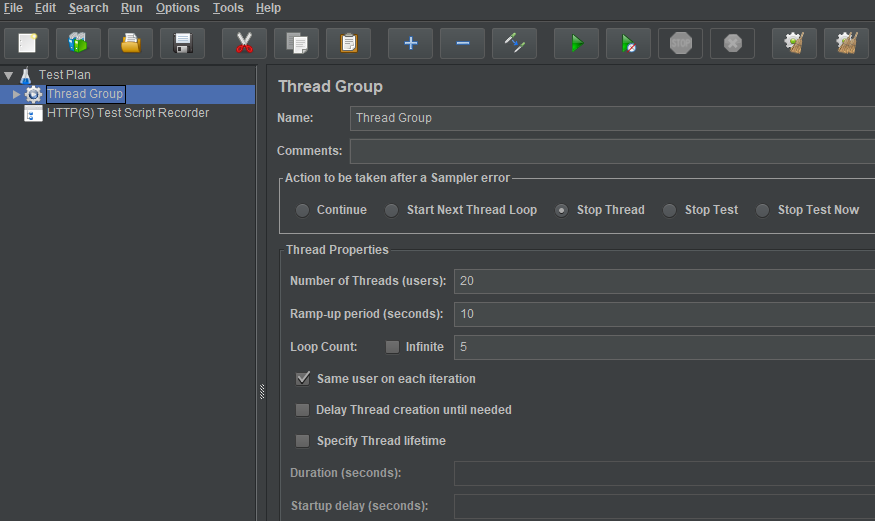 File Edit Search Run Options Tools Help
STOP
Test Plan
Thread Group
HTTP(S) Test Script Recorder
Thread Group
Name: Thread Group
Comments:
Action to be taken after a Sampler error
Continue Start Next Thread Loop Stop Thread Stop Test Stop Test Now
Thread Properties
Number of Threads (users): 20
Ramp-up period (seconds): 10
Loop Count: Infinite 5
Same user on each iteration
Delay Thread creation until needed
Specify Thread lifetime
Duration (seconds):
Startup delay (seconds):